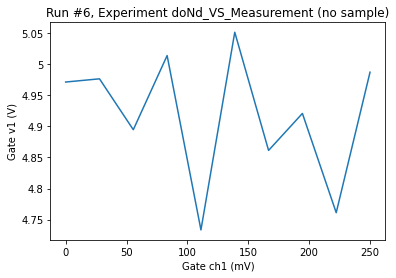 Run #6, Experiment doNd_VS_Measurement (no sample)
5.05
5
4.95
4.9
4.85
4.8
4.75
Gate v1 (V)
0 50 100 150 200 250
Gate ch1 (mV)